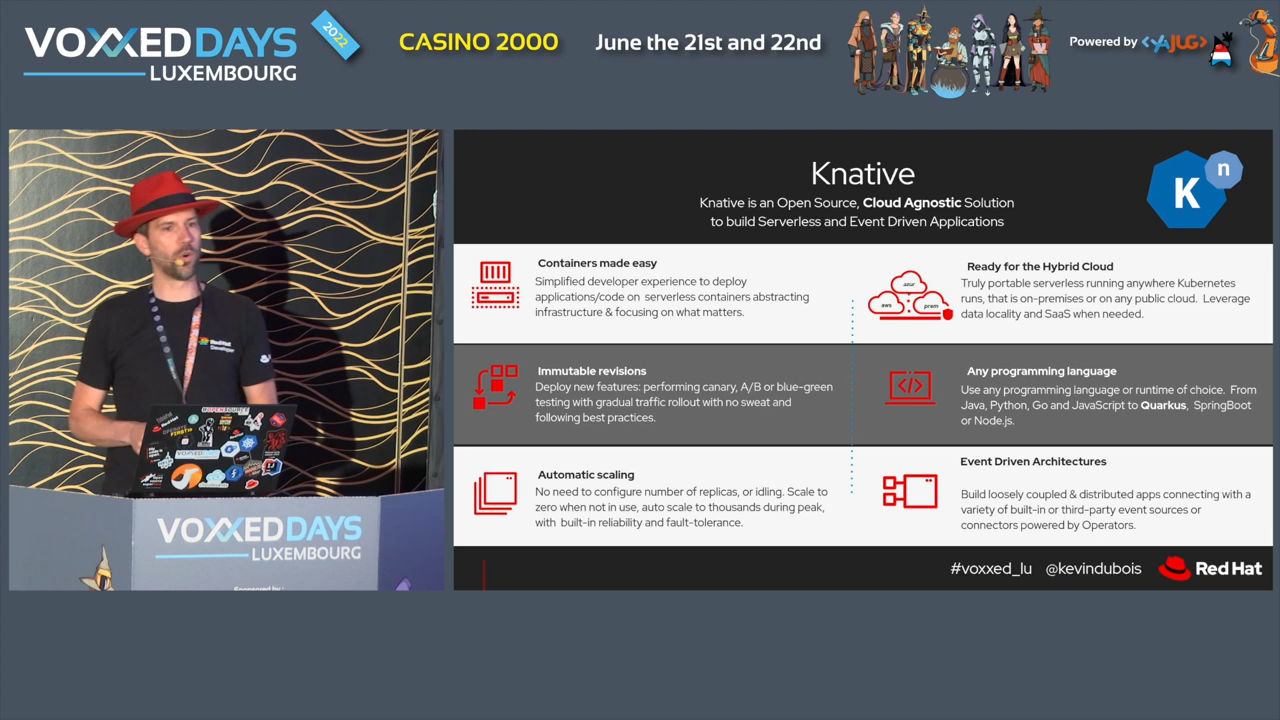 VOXXED DAYS
LUXEMBOURG
2022
CASINO 2000
June the 21st and 22nd
Powered by <YAJUG>
Knative
Knative is an Open Source, Cloud Agnostic Solution
to build Serverless and Event Driven Applications
K n
Containers made easy
Simplified developer experience to deploy
applications/code on serverless containers abstracting
infrastructure & focusing on what matters.
azur
aws
prem
Ready for the Hybrid Cloud
Truly portable serverless running anywhere Kubernetes
runs, that is on-premises or on any public cloud. Leverage
data locality and SaaS when needed.
Immutable revisions
Deploy new features: performing canary, A/B or blue-green
testing with gradual traffic rollout with no sweat and
following best practices.
</>
Any programming language
Use any programming language or runtime of choice. From
Java, Python, Go and JavaScript to Quarkus, SpringBoot
or Node.js.
Automatic scaling
No need to configure number of replicas, or idling. Scale to
zero when not in use, auto scale to thousands during peak,
with built-in reliability and fault-tolerance.
Event Driven Architectures
Build loosely coupled & distributed apps connecting with a
variety of built-in or third-party event sources or
connectors powered by Operators.
#voxxed_lu @kevindubois Red Hat
Red Hat
Developer
VOXXED DAYS
LUXEMBOURG
Sponsored by :